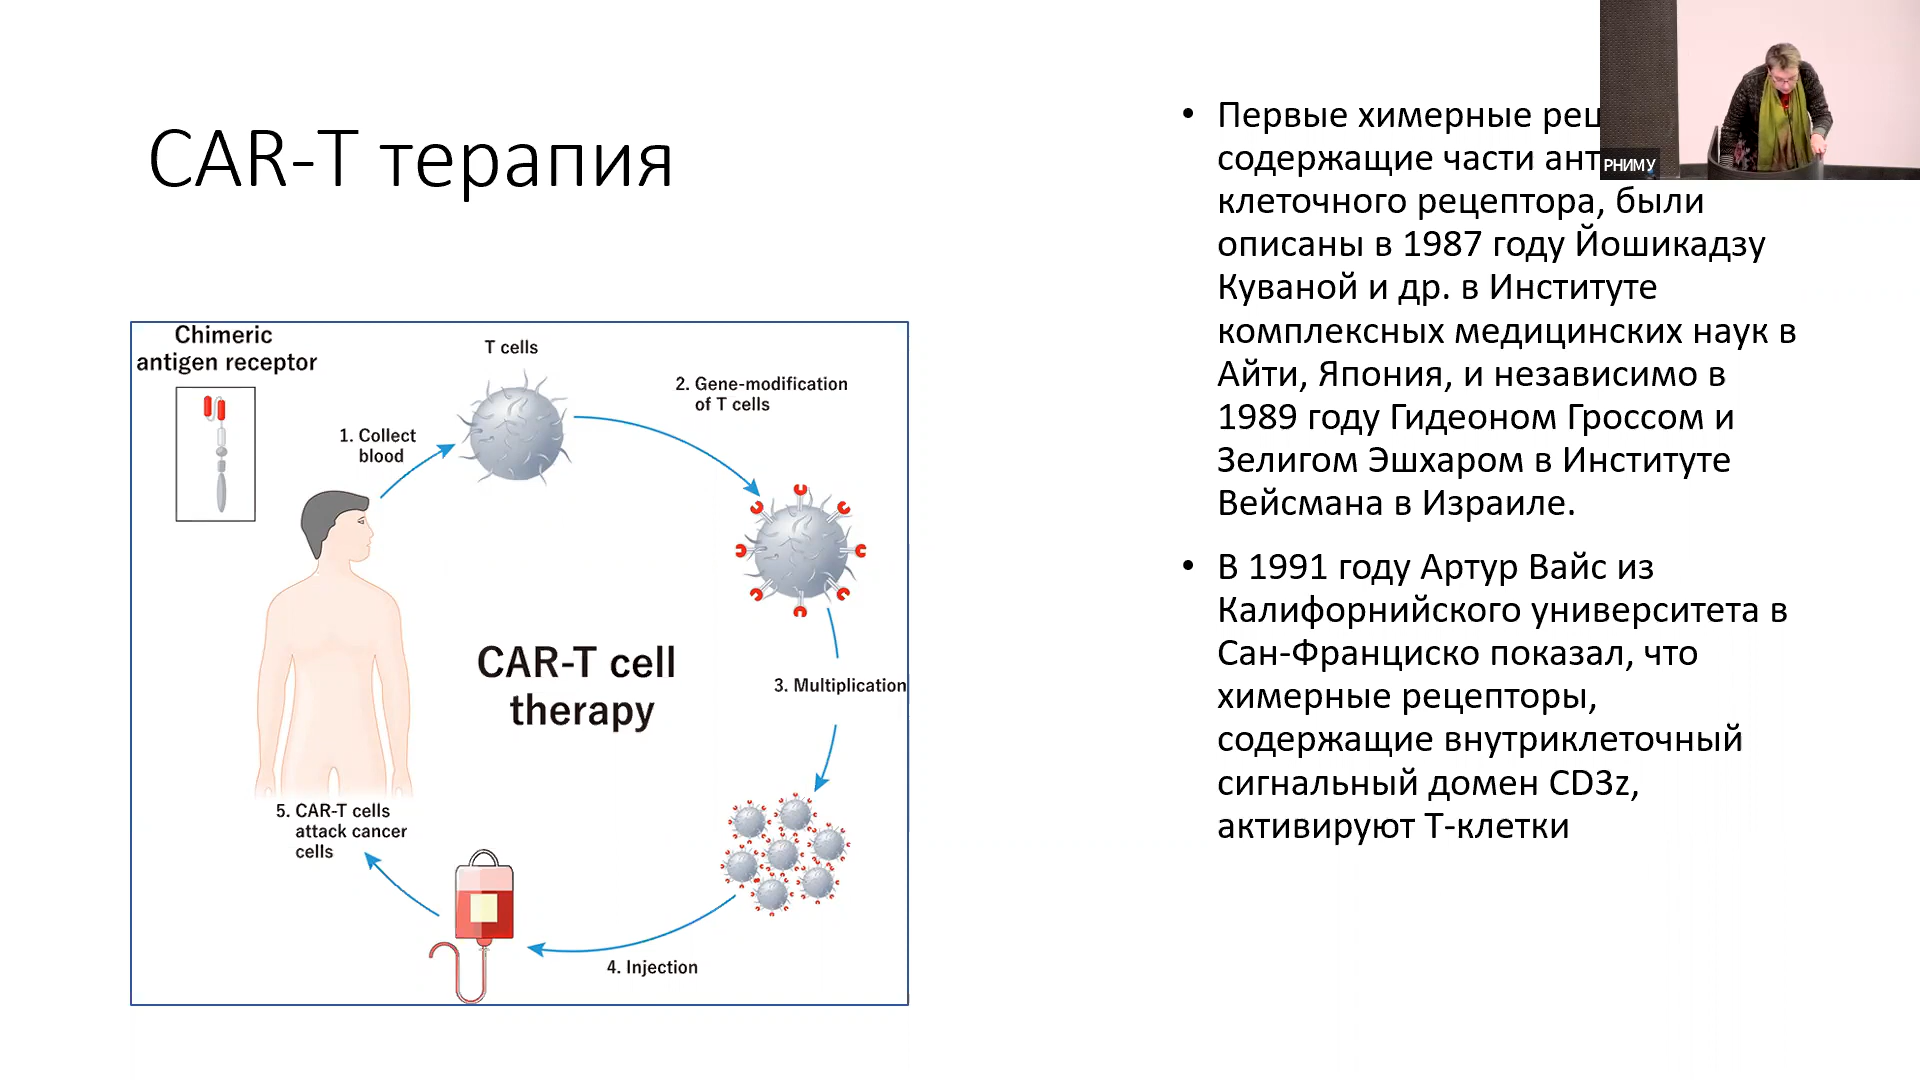 CAR-T терапия
Chimeric
antigen receptor
T cells
1. Collect
blood
2. Gene-modification
of T cells
CAR-T cell
therapy
3. Multiplication
4. Injection
5. CAR-T cells
attack cancer
cells
• Первые химерные
содержащие части
клеточного рецептора, были
описаны в 1987 году Йошикадзу
Куваной и др. в Институте
комплексных медицинских наук в
Айти, Япония, и независимо в
1989 году Гидеоном Гроссом и
Зелигом Эшхаром в Институте
Вейсмана в Израиле.
• В 1991 году Артур Вайс из
Калифорнийского университета в
Сан-Франциско показал, что
химерные рецепторы,
содержащие внутриклеточный
сигнальный домен CD3z,
активируют Т-клетки
РНИМУ